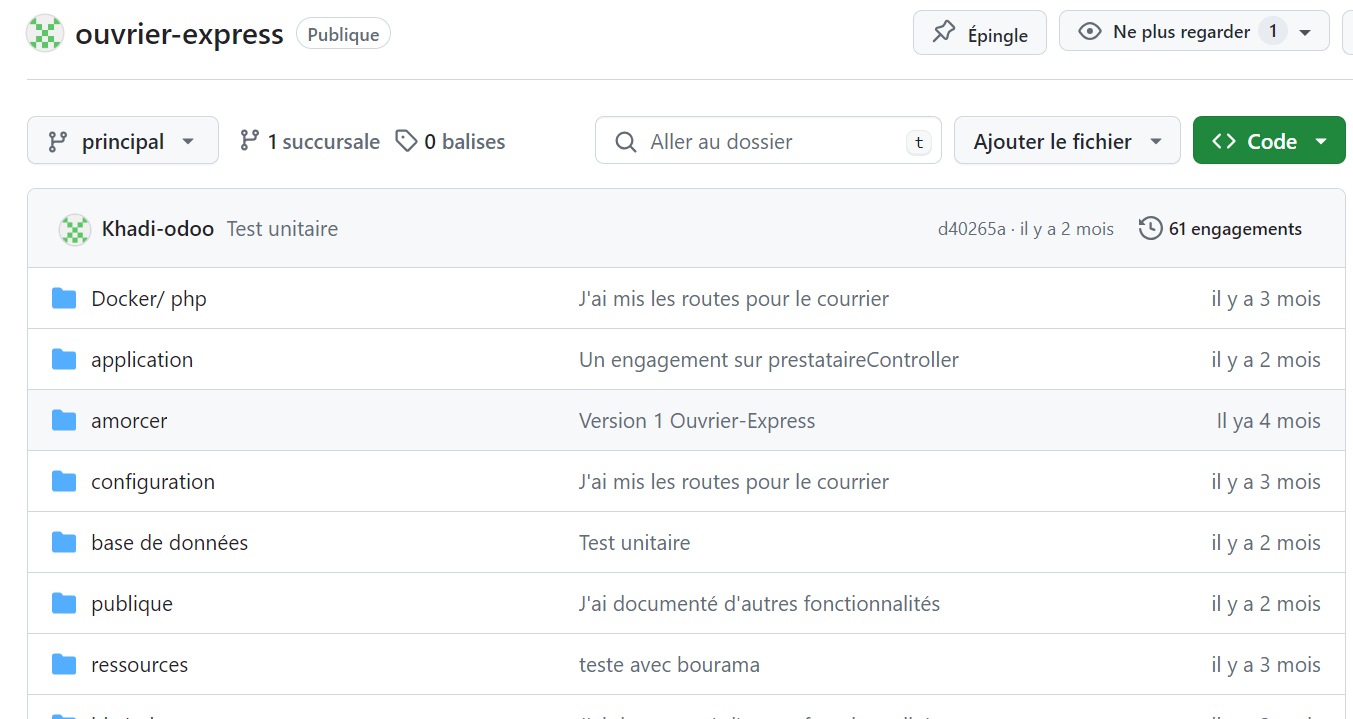 ouvrier-express Publique Épingle Ne plus regarder 1
principal 1 succursale 0 balises Aller au dossier t Ajouter le fichier Code
Khadi-odoo Test unitaire d40265a · il y a 2 mois 61 engagements
Docker/ php J'ai mis les routes pour le courrier il y a 3 mois
application Un engagement sur prestataireController il y a 2 mois
amorcer Version 1 Ouvrier-Express Il ya 4 mois
configuration J'ai mis les routes pour le courrier il y a 3 mois
base de données Test unitaire il y a 2 mois
publique J'ai documenté d'autres fonctionnalités il y a 2 mois
ressources teste avec bourama il y a 3 mois